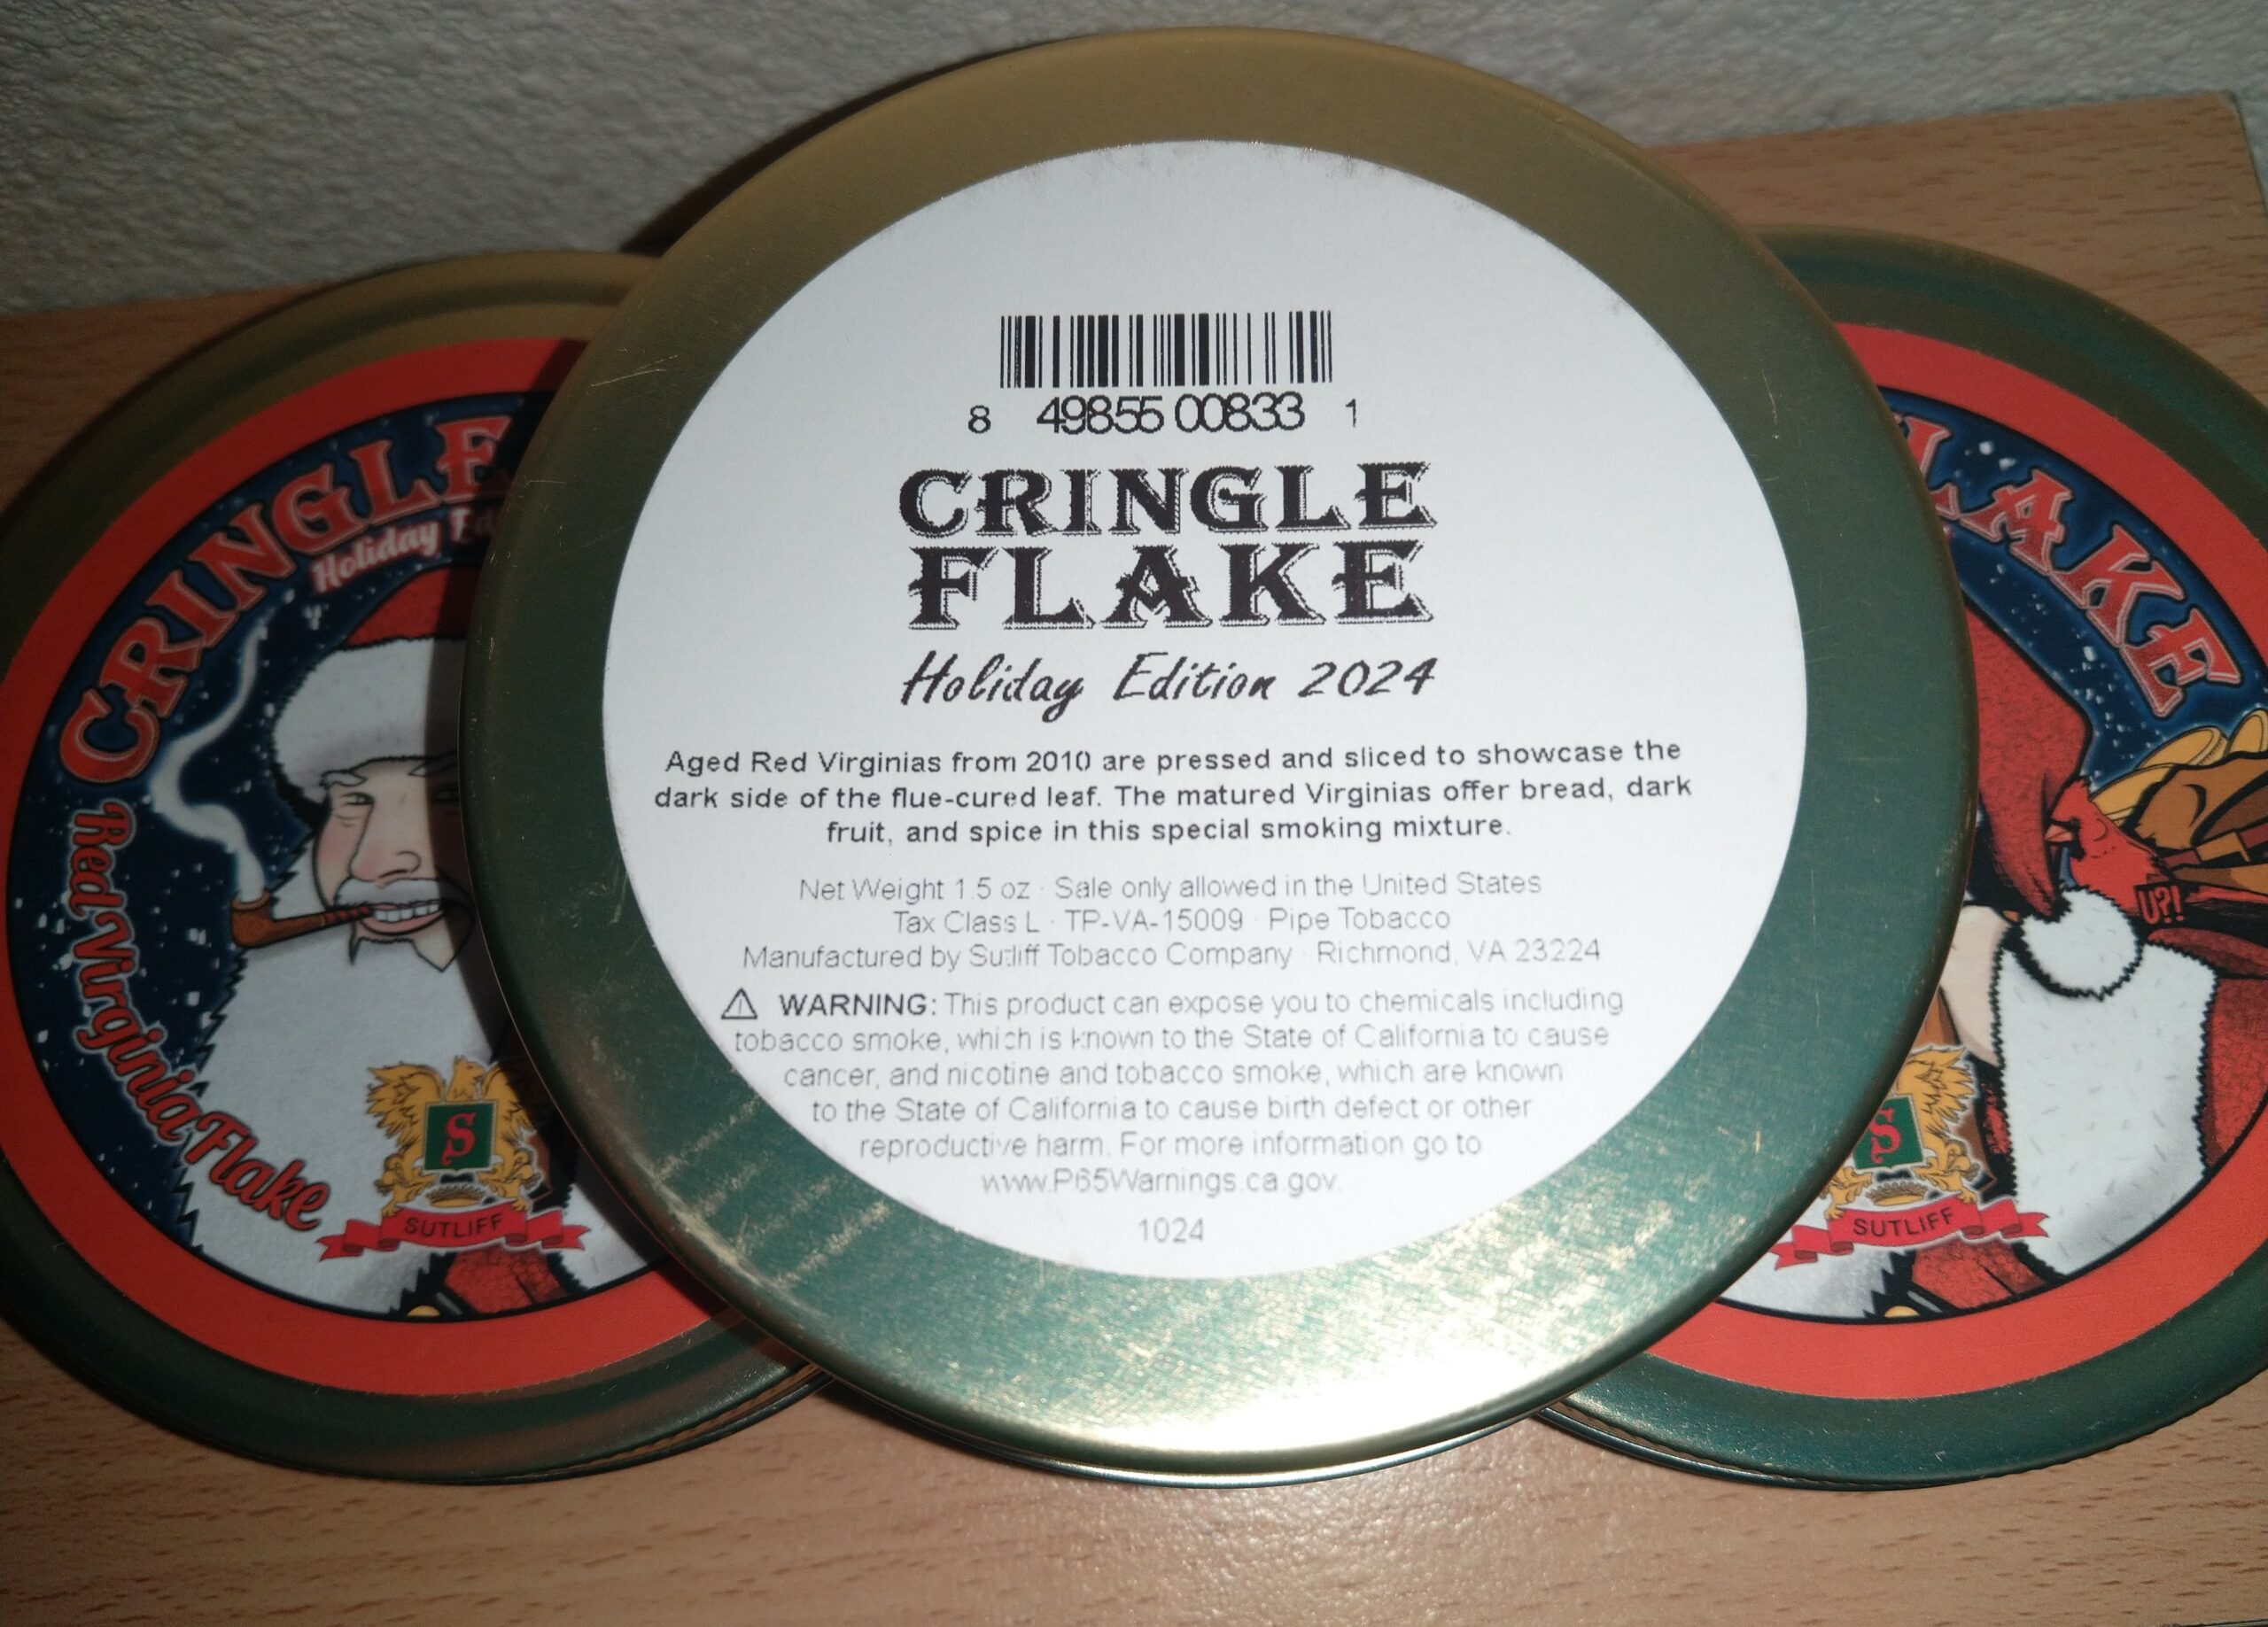 8 49855 00833 1
CRINGLE
FLAKE
Holiday Edition 2024
Aged Red Virginias from 2010 are pressed and sliced to showcase the
dark side of the flue-cured leaf. The matured Virginias offer bread, dark
fruit, and spice in this special smoking mixture.
Net Weight 1.5 oz · Sale only allowed in the United States
Tax Class L · TP-VA-15009 · Pipe Tobacco
Manufactured by Sutliff Tobacco Company · Richmond, VA 23224
⚠ WARNING: This product can expose you to chemicals including
tobacco smoke, which is known to the State of California to cause
cancer, and nicotine and tobacco smoke, which are known
to the State of California to cause birth defect or other
reproductive harm. For more information go to
www.P65Warnings.ca.gov.
1024
CRINGLE
Holiday Ed
Red Virginia Flake
S
SUTLIFF
LAKE
U?!
S
SUTLIFF